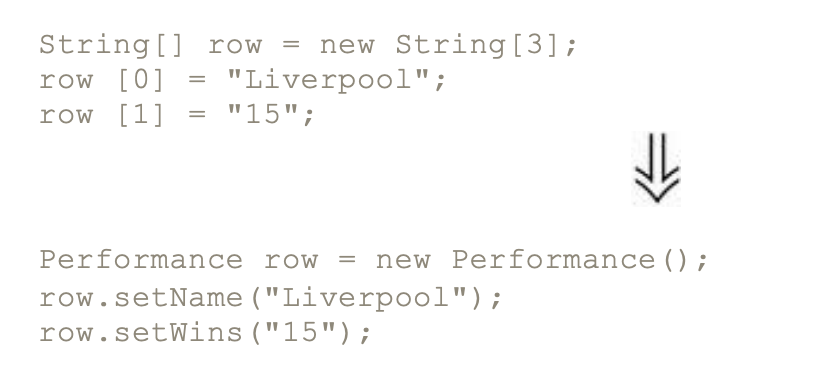 String[] row = new String[3];
row [0] = "Liverpool";
row [1] = "15";
Performance row = new Performance();
row.setName("Liverpool");
row.setWins("15");